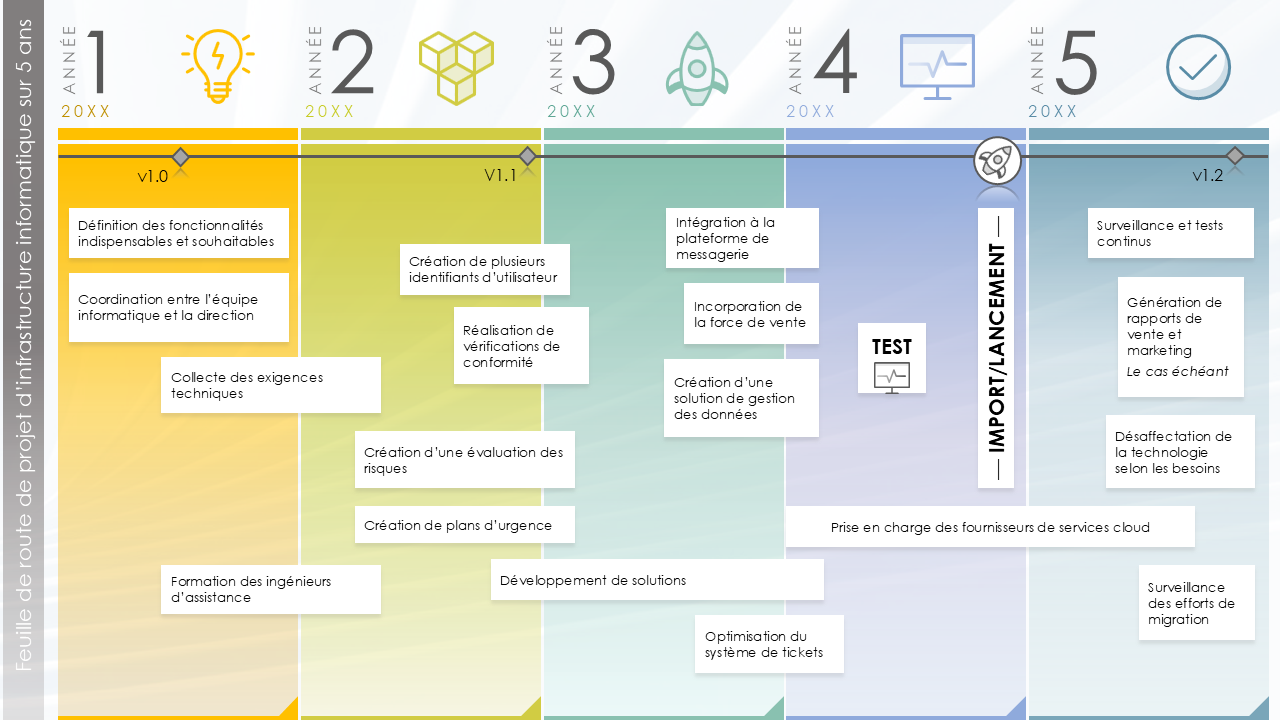 Feuille de route de projet d'infrastructure informatique sur 5 ans
ANNÉE 1
20XX
ANNÉE 2
20XX
ANNÉE 3
20XX
ANNÉE 4
20XX
ANNÉE 5
20XX
v1.0
V1.1
v1.2
Définition des fonctionnalités
indispensables et souhaitables
Coordination entre l'équipe
informatique et la direction
Collecte des exigences
techniques
Formation des ingénieurs
d'assistance
Création de plusieurs
identifiants d'utilisateur
Réalisation de
vérifications de
conformité
Création d'une évaluation des
risques
Création de plans d'urgence
Développement de solutions
Intégration à la
plateforme de
messagerie
Incorporation de
la force de vente
Création d'une
solution de gestion
des données
Optimisation du
système de tickets
TEST
— IMPORT/LANCEMENT —
Prise en charge des fournisseurs de services cloud
Surveillance et tests
continus
Génération de
rapports de
vente et
marketing
Le cas échéant
Désaffectation de
la technologie
selon les besoins
Surveillance
des efforts de
migration